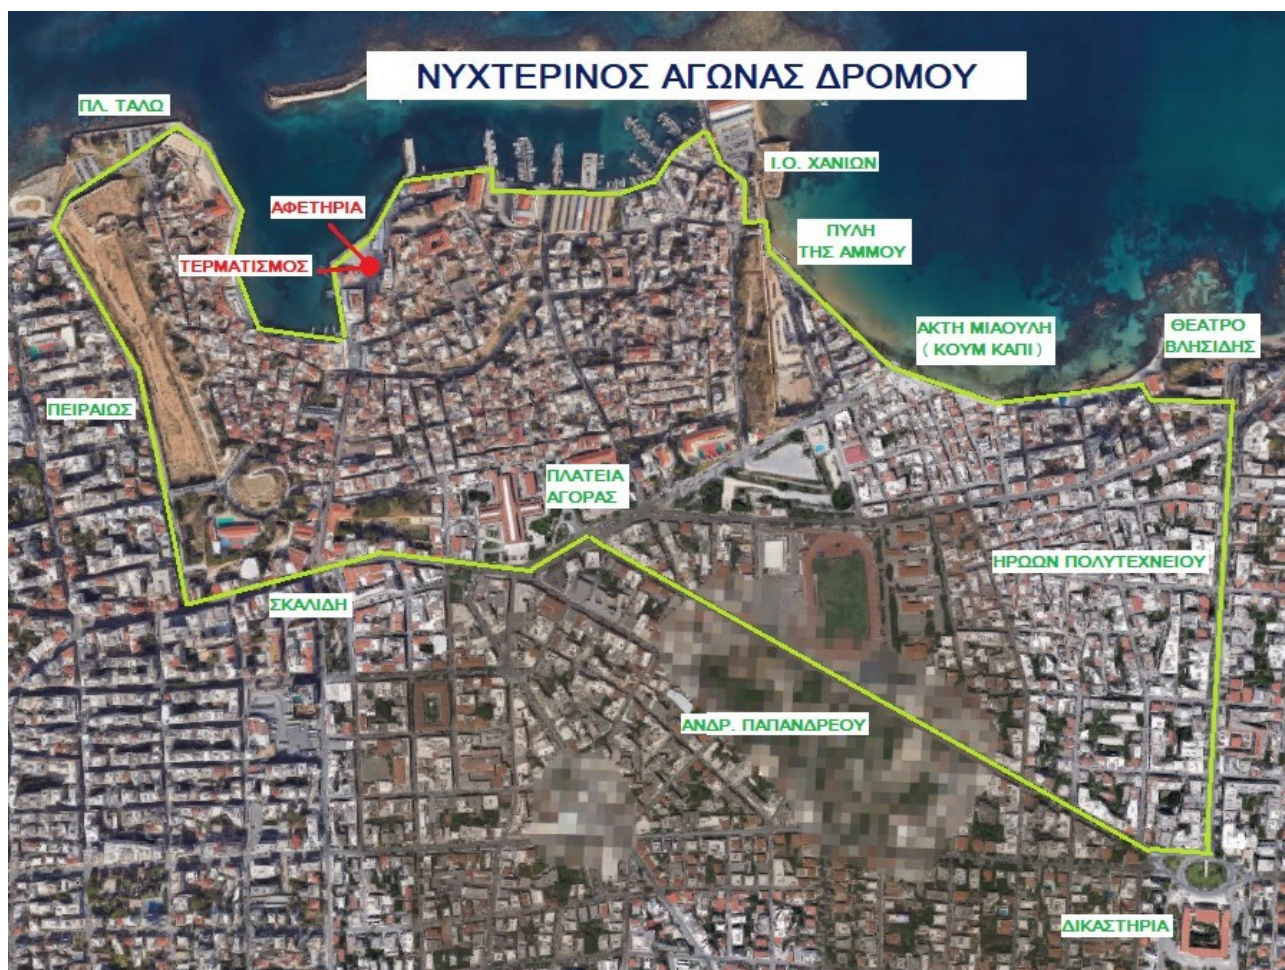 ΝΥΧΤΕΡΙΝΟΣ ΑΓΩΝΑΣ ΔΡΟΜΟΥ
ΠΛ. ΤΑΛΩ
Ι.Ο. ΧΑΝΙΩΝ
ΑΦΕΤΗΡΙΑ
ΠΥΛΗ
ΤΗΣ ΑΜΜΟΥ
ΤΕΡΜΑΤΙΣΜΟΣ
ΑΚΤΗ ΜΙΑΟΥΛΗ
( ΚΟΥΜ ΚΑΠΙ )
ΘΕΑΤΡΟ
ΒΛΗΣΙΔΗΣ
ΠΕΙΡΑΙΩΣ
ΠΛΑΤΕΙΑ
ΑΓΟΡΑΣ
ΗΡΩΩΝ ΠΟΛΥΤΕΧΝΕΙΟΥ
ΣΚΑΛΙΔΗ
ΑΝΔΡ. ΠΑΠΑΝΔΡΕΟΥ
ΔΙΚΑΣΤΗΡΙΑ